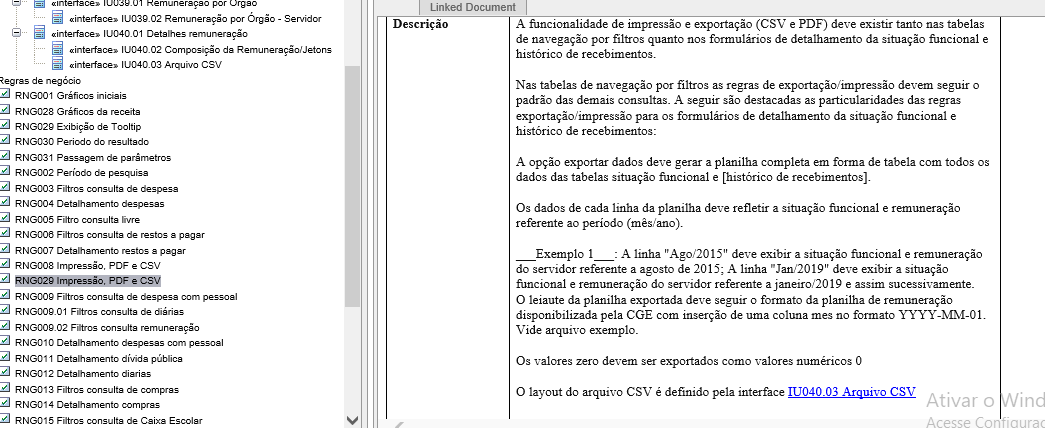 «interface» IU039.01 Remuneração por Órgão
«interface» IU039.02 Remuneração por Órgão - Servidor
«interface» IU040.01 Detalhes remuneração
«interface» IU040.02 Composição da Remuneração/Jetons
«interface» IU040.03 Arquivo CSV
Regras de negócio
RNG001 Gráficos iniciais
RNG028 Gráficos da receita
RNG029 Exibição de Tooltip
RNG030 Periodo do resultado
RNG031 Passagem de parâmetros
RNG002 Período de pesquisa
RNG003 Filtros consulta de despesa
RNG004 Detalhamento despesas
RNG005 Filtro consulta livre
RNG006 Filtros consulta de restos a pagar
RNG007 Detalhamento restos a pagar
RNG008 Impressão, PDF e CSV
RNG029 Impressão, PDF e CSV
RNG009 Filtros consulta de despesa com pessoal
RNG009.01 Filtros consulta de diárias
RNG009.02 Filtros consulta remuneração
RNG010 Detalhamento despesas com pessoal
RNG011 Detalhamento dívida pública
RNG012 Detalhamento diarias
RNG013 Filtros consulta de compras
RNG014 Detalhamento compras
RNG015 Filtros consulta de Caixa Escolar
Linked Document
Descrição
A funcionalidade de impressão e exportação (CSV e PDF) deve existir tanto nas tabelas
de navegação por filtros quanto nos formulários de detalhamento da situação funcional e
histórico de recebimentos.
Nas tabelas de navegação por filtros as regras de exportação/impressão devem seguir o
padrão das demais consultas. A seguir são destacadas as particularidades das regras
exportação/impressão para os formulários de detalhamento da situação funcional e
histórico de recebimentos:
A opção exportar dados deve gerar a planilha completa em forma de tabela com todos os
dados das tabelas situação funcional e [histórico de recebimentos].
Os dados de cada linha da planilha deve refletir a situação funcional e remuneração
referente ao período (mês/ano).
___Exemplo 1___: A linha "Ago/2015" deve exibir a situação funcional e remuneração
do servidor referente a agosto de 2015; A linha "Jan/2019" deve exibir a situação
funcional e remuneração do servidor referente a janeiro/2019 e assim sucessivamente.
O leiaute da planilha exportada deve seguir o formato da planilha de remuneração
disponibilizada pela CGE com inserção de uma coluna mes no formato YYYY-MM-01.
Vide arquivo exemplo.
Os valores zero devem ser exportados como valores numéricos 0
O layout do arquivo CSV é definido pela interface IU040.03 Arquivo CSV
Ativar o Wind
Acesse Configuraç